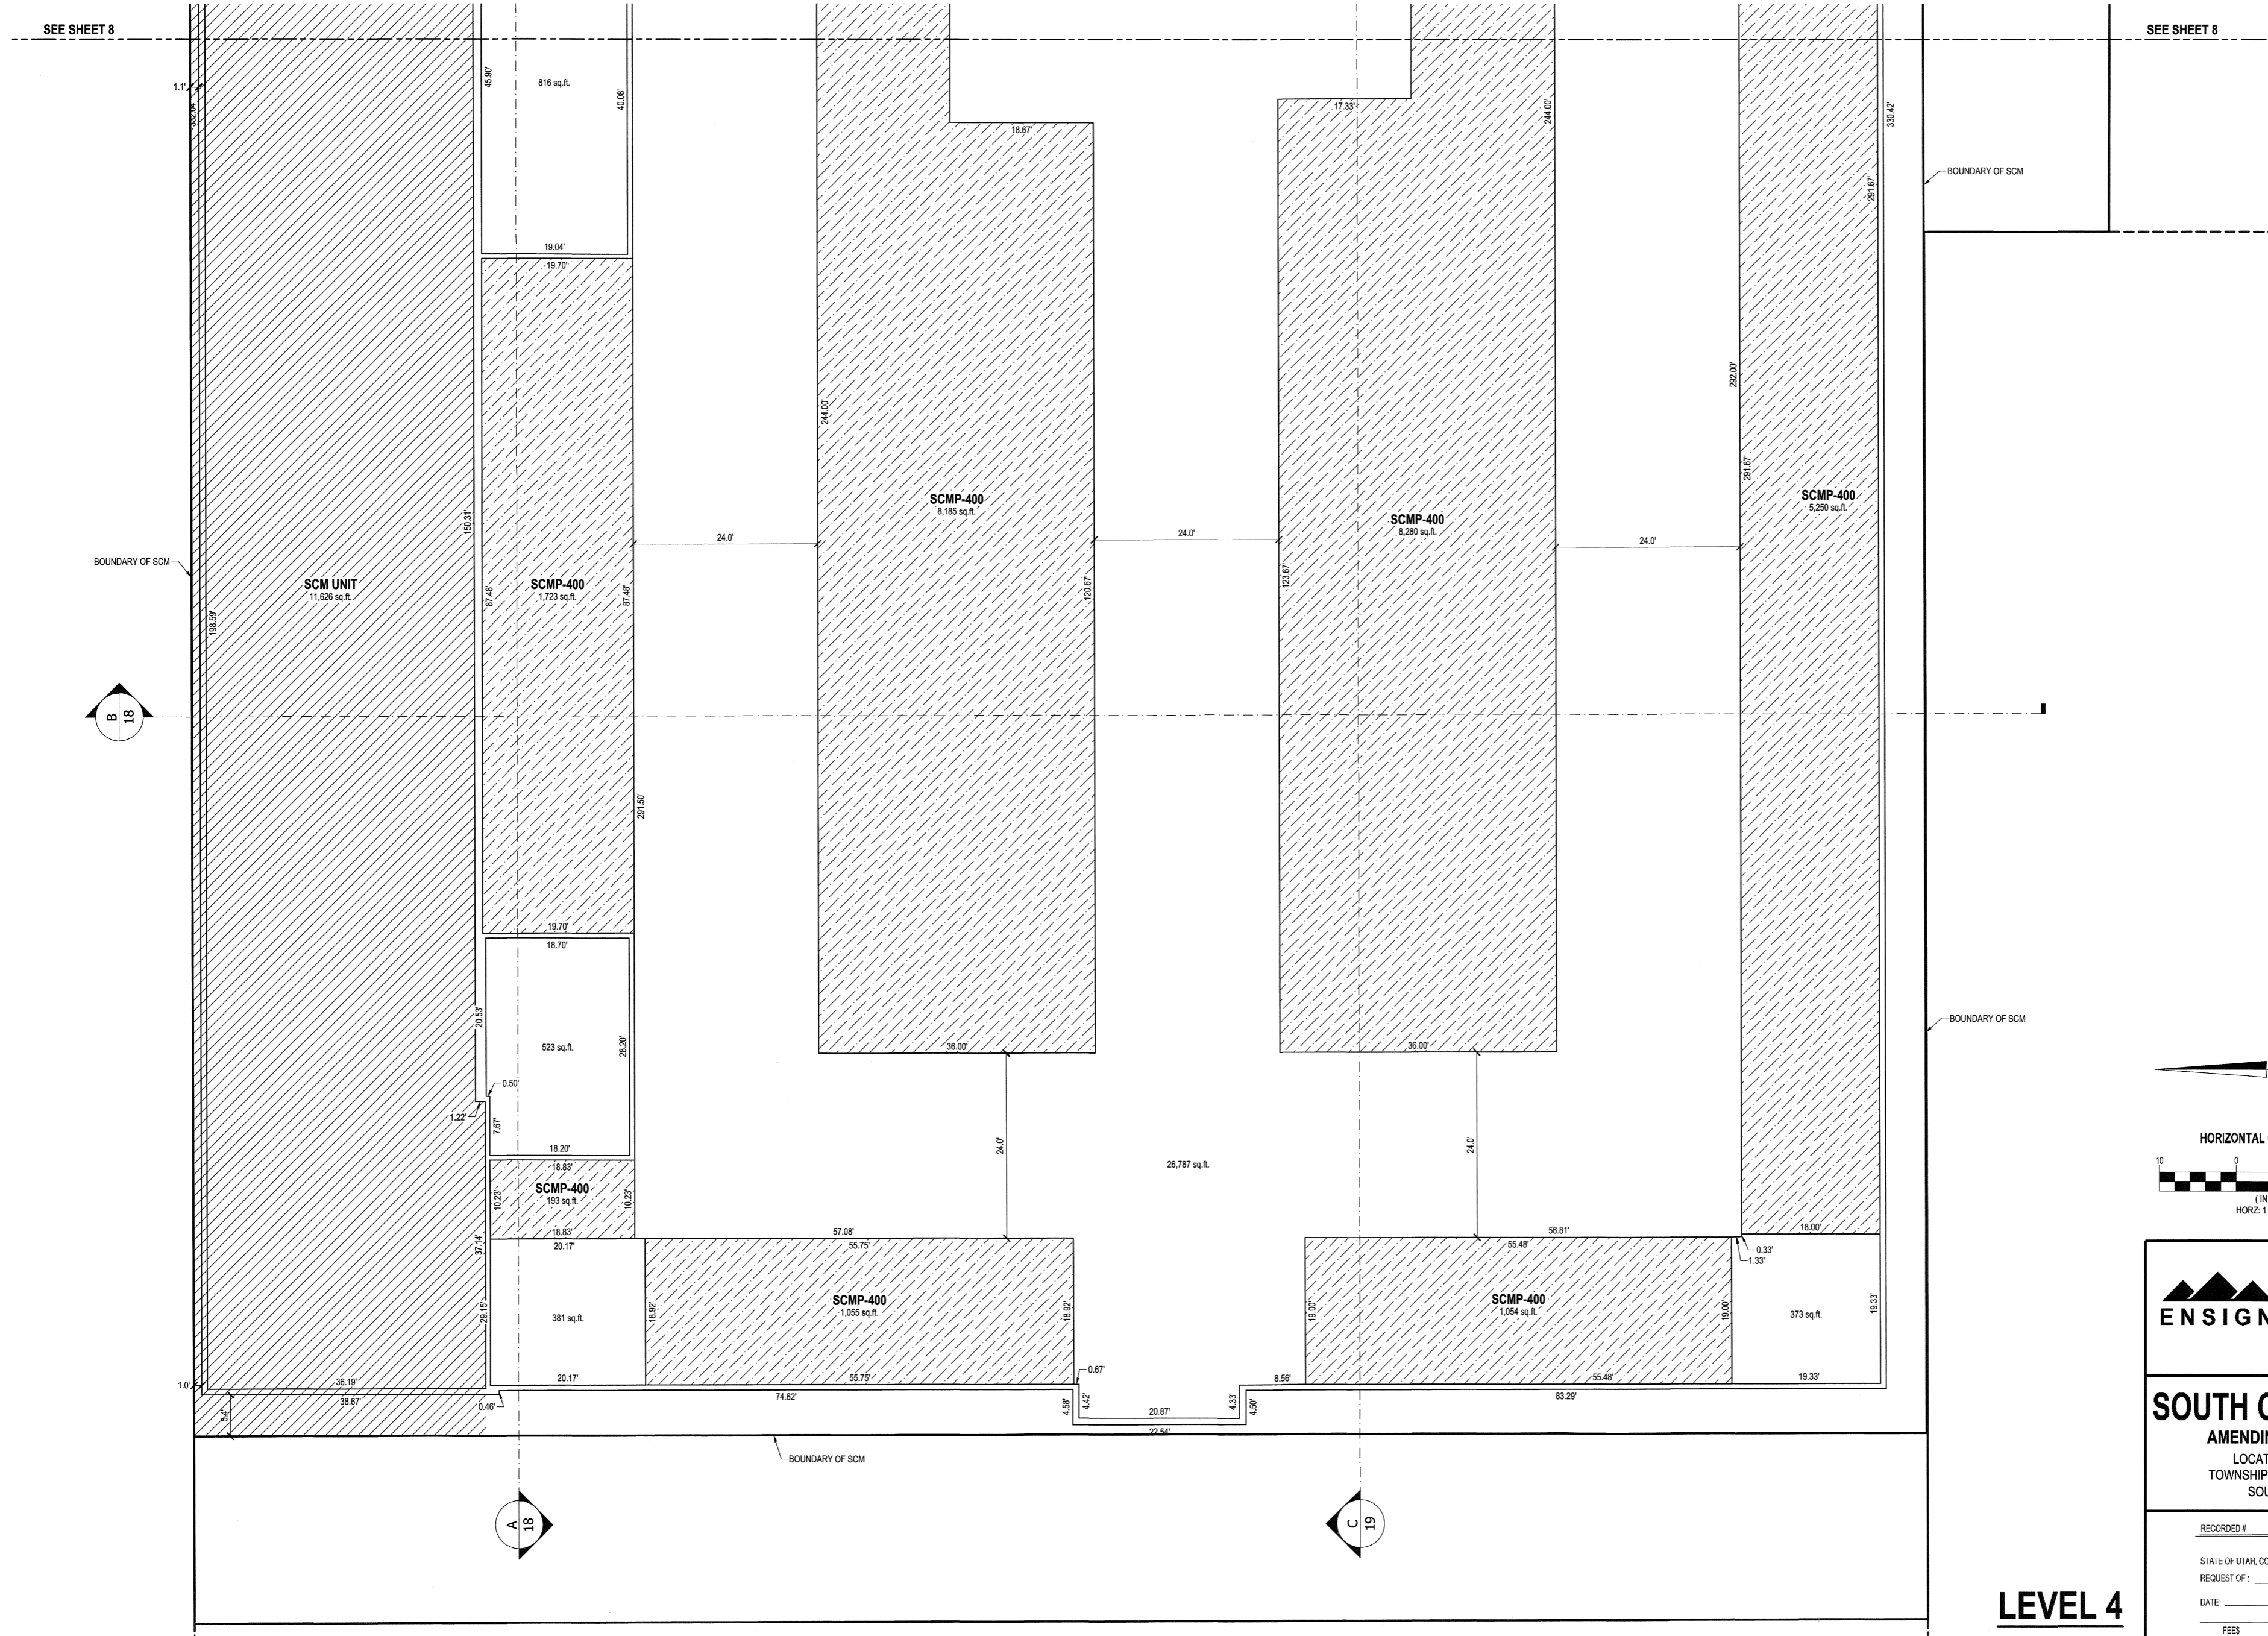 SEE SHEET 8
SEE SHEET 8
1.1'
332.04'
45.90'
816 sq.ft.
40.08'
17.33'
244.00'
330.42'
18.67'
BOUNDARY OF SCM
291.67'
19.04'
19.70'
292.00'
244.00'
291.67'
SCMP-400
8,185 sq.ft.
SCMP-400
8,280 sq.ft.
SCMP-400
5,250 sq.ft.
150.31'
24.0'
24.0'
24.0'
BOUNDARY OF SCM
SCM UNIT
11,626 sq.ft.
SCMP-400
1,723 sq.ft.
87.48'
87.48'
120.67'
123.67'
198.59'
B
18
291.50'
19.70'
18.70'
20.53'
523 sq.ft.
28.20'
36.00'
36.00'
BOUNDARY OF SCM
0.50'
1.22'
7.67'
18.20'
24.0'
24.0'
26,787 sq.ft.
HORIZONTAL
10
0
( IN
HORZ: 1
18.83'
SCMP-400
193 sq.ft.
10.23'
10.23'
18.83'
57.08'
56.81'
18.00'
37.14'
20.17'
55.75'
55.48'
0.33'
1.33'
29.15'
381 sq.ft.
18.92'
SCMP-400
1,055 sq.ft.
18.92'
19.00'
SCMP-400
1,054 sq.ft.
19.00'
373 sq.ft.
19.33'
ENSIGN
0.67'
1.0'
36.19'
20.17'
55.75'
8.56'
55.48'
19.33'
38.67'
0.46'
74.62'
4.58'
4.42'
20.87'
4.33'
4.50'
83.29'
5.4'
22.54'
BOUNDARY OF SCM
SOUTH C
AMENDIN
LOCAT
TOWNSHIP
SOU
A
18
C
19
RECORDED #
STATE OF UTAH, CO
REQUEST OF :
DATE:
FEE$
LEVEL 4